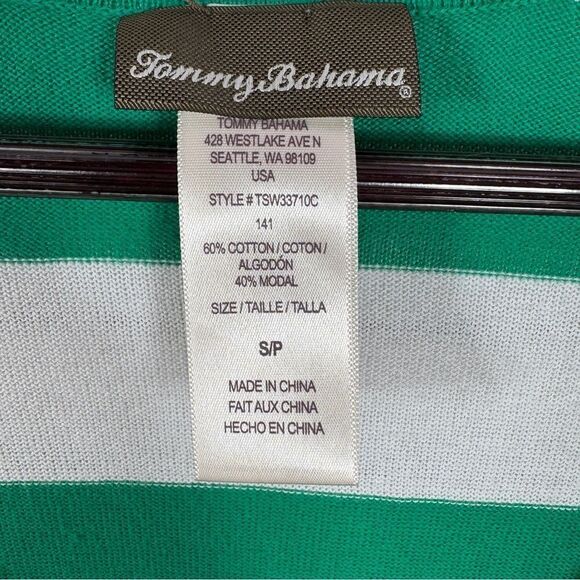 Tommy Bahama®
TOMMY BAHAMA
428 WESTLAKE AVE N
SEATTLE, WA 98109
USA
STYLE # TSW33710C
141
60% COTTON / COTON /
ALGODÓN
40% MODAL
SIZE / TAILLE / TALLA
S/P
MADE IN CHINA
FAIT AUX CHINA
HECHO EN CHINA